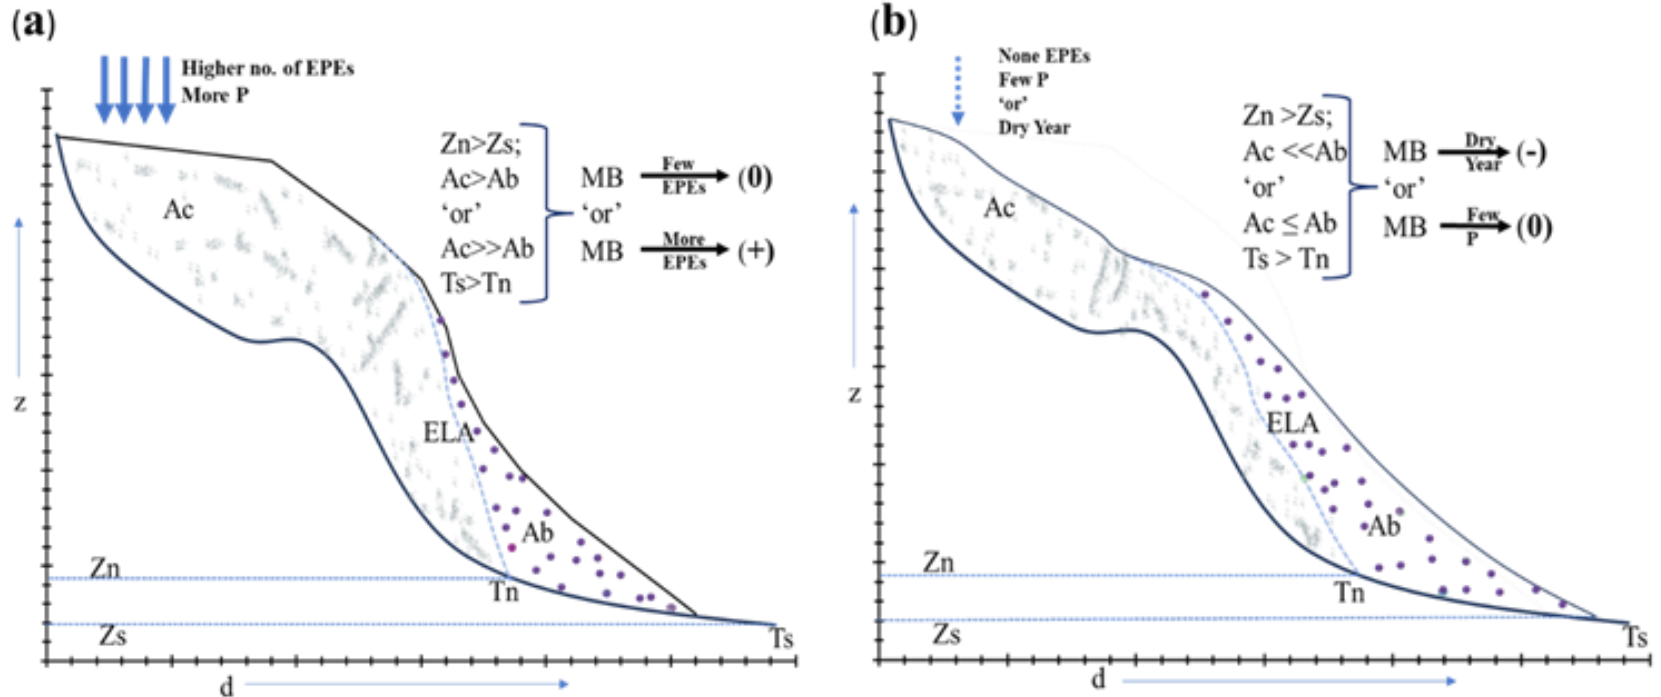 (a)
Higher no. of EPEs
More P
Zn>Zs;
Ac>Ab
‘or’
Ac>>Ab
Ts>Tn
MB Few EPEs (0)
‘or’
MB More EPEs (+)
Ac
ELA
Ab
z
Zn
Tn
Zs
Ts
d
(b)
None EPEs
Few P
‘or’
Dry Year
Zn >Zs;
Ac <<Ab
‘or’
Ac ≤ Ab
Ts > Tn
MB Dry Year (-)
‘or’
MB Few P (0)
Ac
ELA
Ab
z
Zn
Tn
Zs
Ts
d